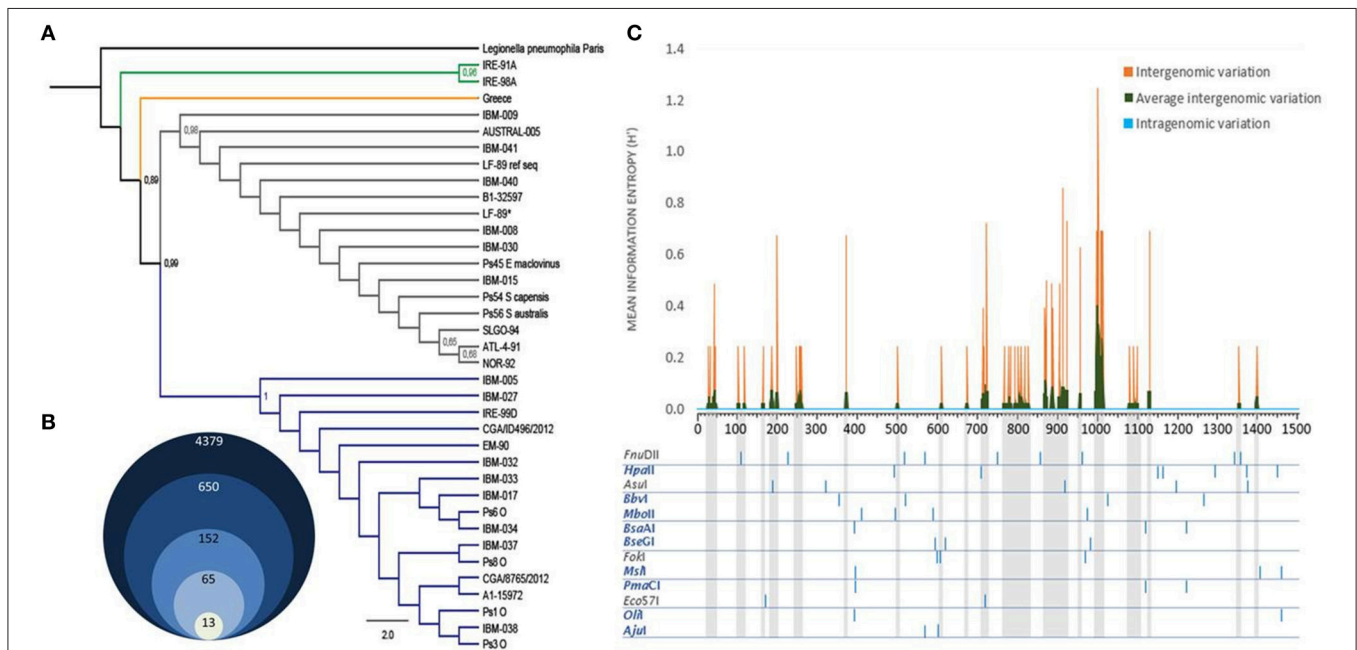 A
Legionella pneumophila Paris
IRE-91A
0,96
IRE-98A
Greece
IBM-009
0,98
AUSTRAL-005
IBM-041
LF-89 ref seq
0,89
IBM-040
B1-32597
LF-89*
IBM-008
IBM-030
0,99
Ps45 E maclovinus
IBM-015
Ps54 S capensis
Ps56 S australis
SLGO-94
0,65
ATL-4-91
0,68
NOR-92
IBM-005
1
IBM-027
IRE-99D
CGA/ID496/2012
EM-90
IBM-032
IBM-033
IBM-017
Ps6 O
IBM-034
IBM-037
Ps8 O
CGA/8765/2012
A1-15972
Ps1 O
IBM-038
2.0
Ps3 O
B
4379
650
152
65
13
C
MEAN INFORMATION ENTROPY (H')
1.4
1.2
1.0
0.8
0.6
0.4
0.2
0.0
Intergenomic variation
Average intergenomic variation
Intragenomic variation
0 100 200 300 400 500 600 700 800 900 1000 1100 1200 1300 1400 1500
FnuDII
HpaII
AsuI
BbvI
MboII
BsaAI
BseGI
FokI
MslI
PmaCI
Eco57I
OliI
AjuI